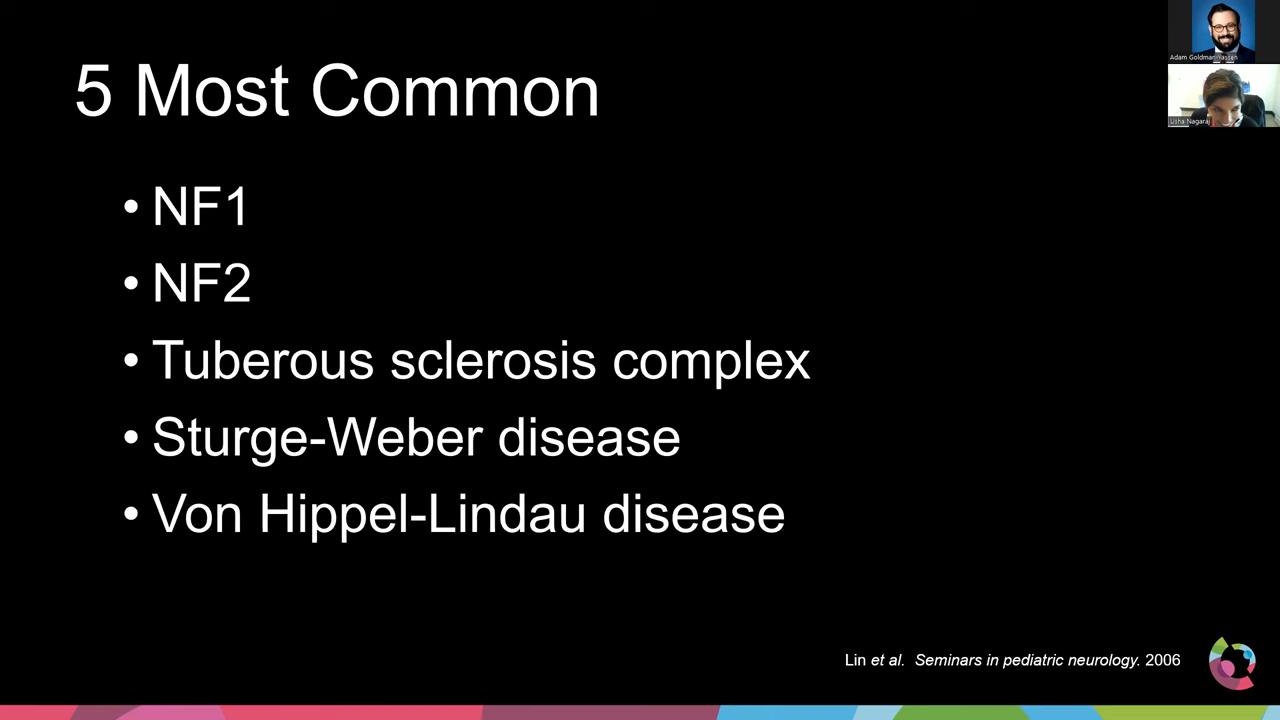 5 Most Common
• NF1
• NF2
• Tuberous sclerosis complex
• Sturge-Weber disease
• Von Hippel-Lindau disease
Lin et al. Seminars in pediatric neurology. 2006
Adam Goldman
Usha Nagaraj